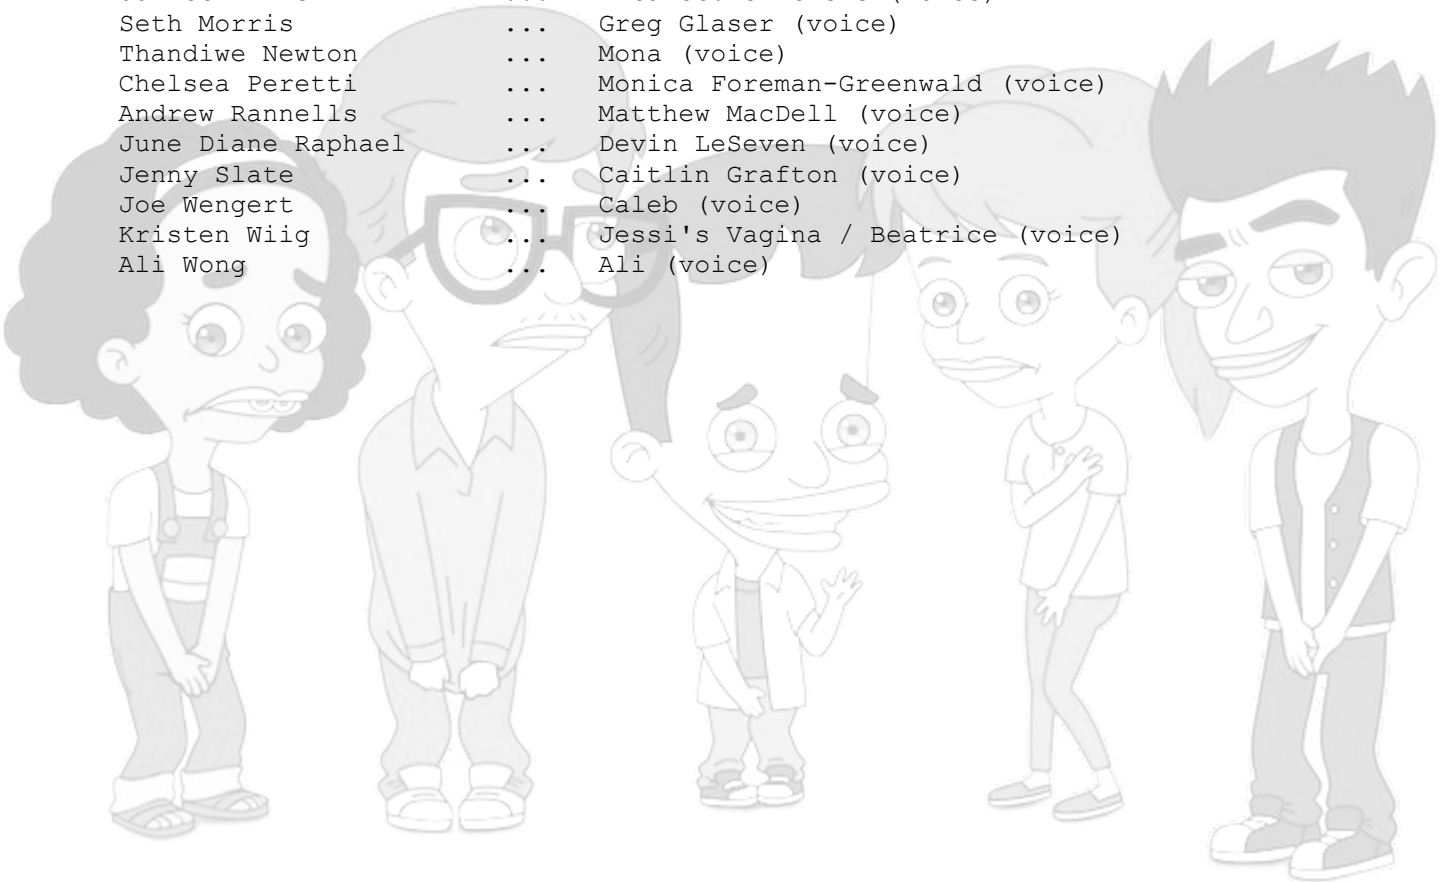 Seth Morris ... Greg Glaser (voice)
Thandiwe Newton ... Mona (voice)
Chelsea Peretti ... Monica Foreman-Greenwald (voice)
Andrew Rannells ... Matthew MacDell (voice)
June Diane Raphael ... Devin LeSeven (voice)
Jenny Slate ... Caitlin Grafton (voice)
Joe Wengert ... Caleb (voice)
Kristen Wiig ... Jessi's Vagina / Beatrice (voice)
Ali Wong ... Ali (voice)